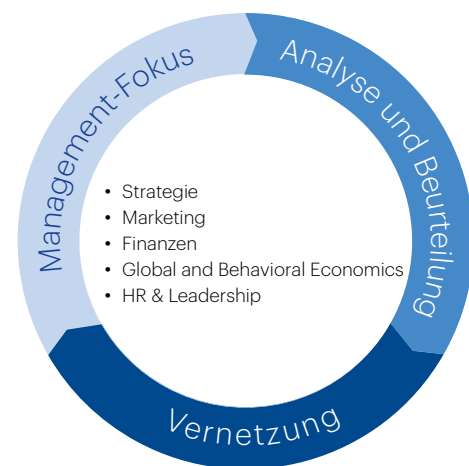 Management-Fokus
Analyse und Beurteilung
• Strategie
• Marketing
• Finanzen
• Global and Behavioral Economics
• HR & Leadership
Vernetzung